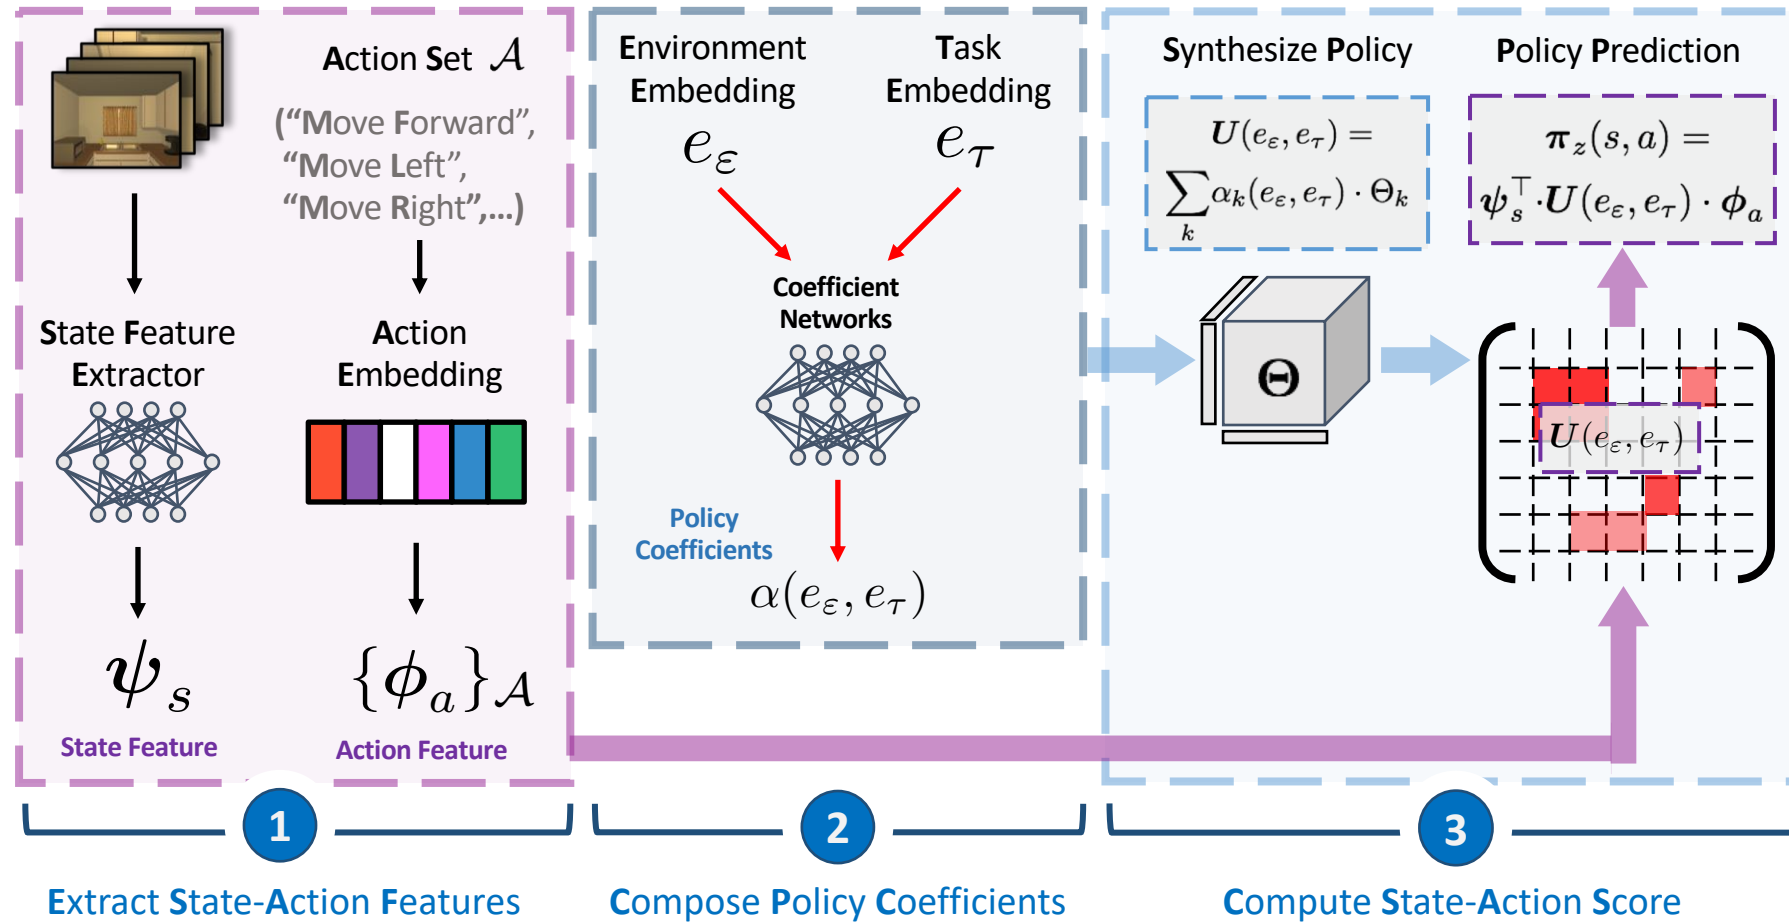 Action Set 𝒜
("Move Forward",
"Move Left",
"Move Right",...)
State Feature
Extractor
Action
Embedding
ψ_s
{ϕ_a}_𝒜
State Feature
Action Feature
1
Extract State-Action Features
Environment
Embedding
e_ε
Task
Embedding
e_τ
Coefficient
Networks
Policy
Coefficients
α(e_ε, e_τ)
2
Compose Policy Coefficients
Synthesize Policy
U(e_ε, e_τ) =
∑_k α_k(e_ε, e_τ) · Θ_k
Θ
Policy Prediction
π_z(s, a) =
ψ_s^⊤ · U(e_ε, e_τ) · ϕ_a
U(e_ε, e_τ)
3
Compute State-Action Score